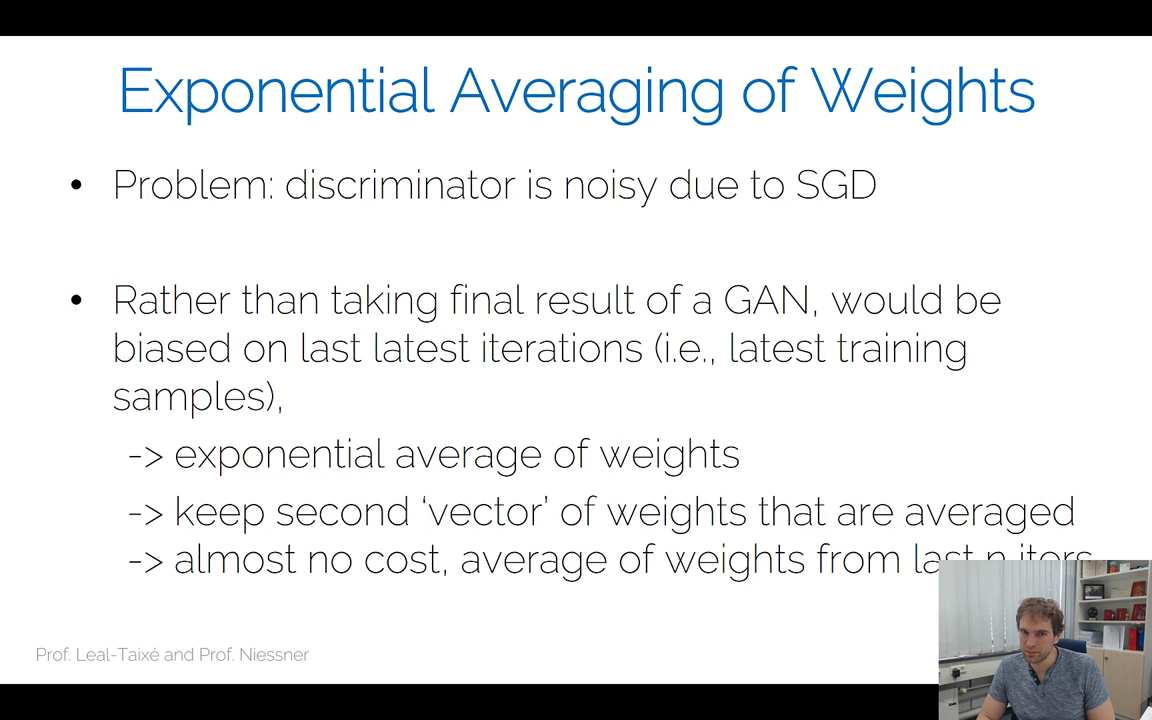 Exponential Averaging of Weights
• Problem: discriminator is noisy due to SGD
• Rather than taking final result of a GAN, would be
biased on last latest iterations (i.e., latest training
samples),
-> exponential average of weights
-> keep second ‘vector’ of weights that are averaged
-> almost no cost, average of weights from last n iters
Prof. Leal-Taixé and Prof. Niessner